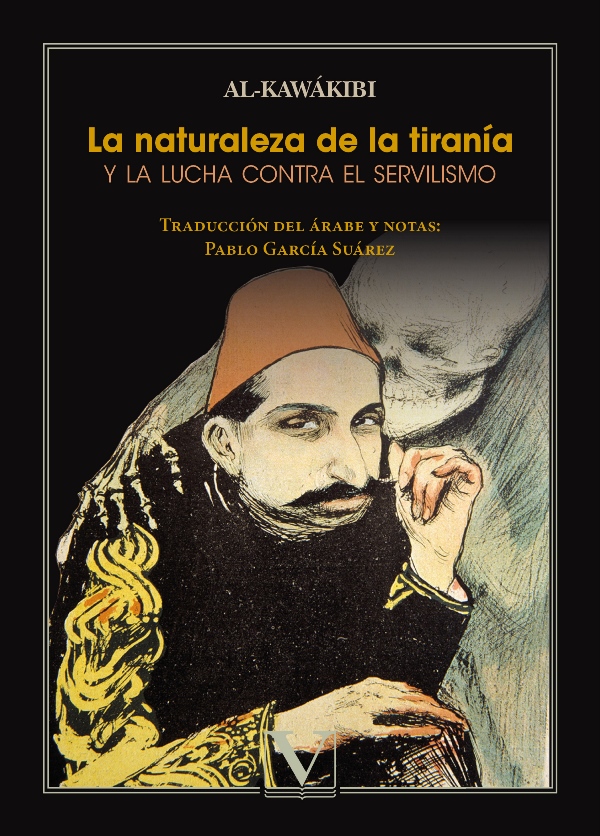 AL-KAWÁKIBI
La naturaleza de la tiranía
Y LA LUCHA CONTRA EL SERVILISMO
TRADUCCIÓN DEL ÁRABE Y NOTAS:
PABLO GARCÍA SUÁREZ
V